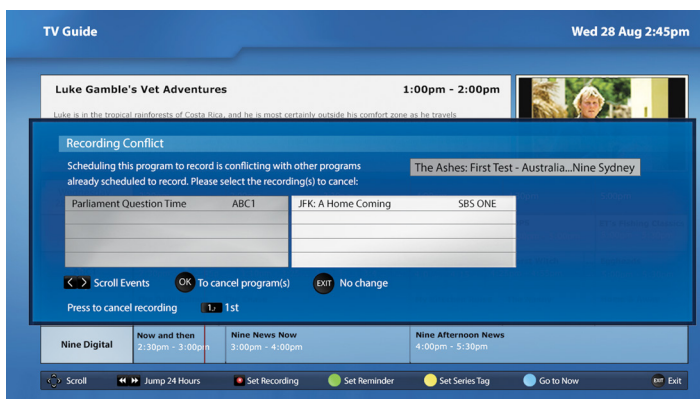 TV Guide
Wed 28 Aug 2:45pm
Luke Gamble's Vet Adventures
1:00pm - 2:00pm
Luke is in the tropical rainforests of Costa Rica, and he is most certainly outside his comfort zone as he travels
Recording Conflict
Scheduling this program to record is conflicting with other programs
already scheduled to record. Please select the recording(s) to cancel:
The Ashes: First Test - Australia...Nine Sydney
Parliament Question Time ABC1
JFK: A Home Coming SBS ONE
< > Scroll Events OK To cancel program(s) EXIT No change
Press to cancel recording 1 1st
Nine Digital
Now and then
2:30pm - 3:00pm
Nine News Now
3:00pm - 4:00pm
Nine Afternoon News
4:00pm - 5:30pm
Scroll Jump 24 Hours Set Recording Set Reminder Set Series Tag Go to Now EXIT Exit